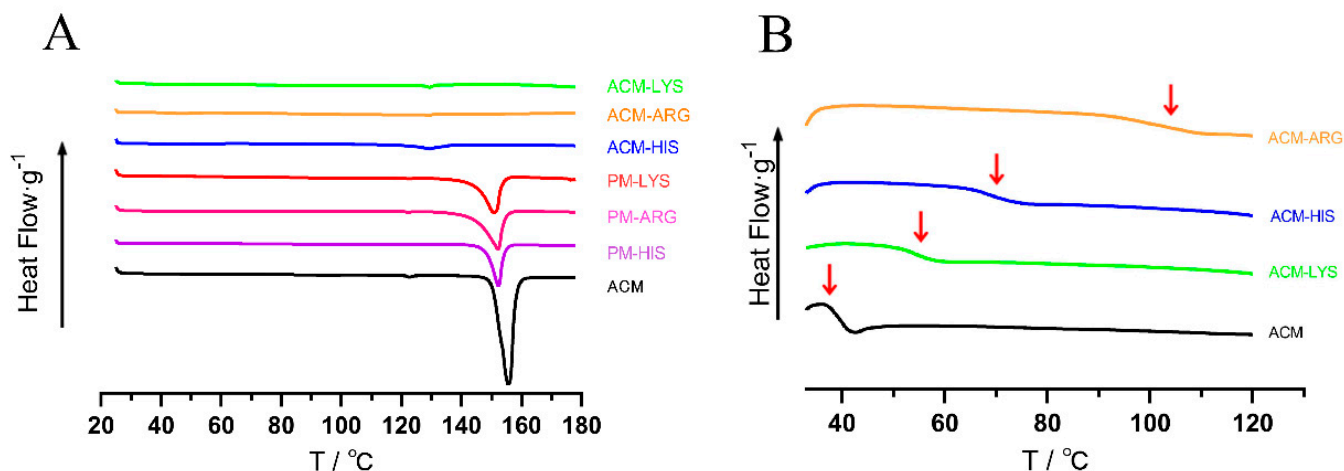 A
ACM-LYS
ACM-ARG
ACM-HIS
PM-LYS
PM-ARG
PM-HIS
ACM
Heat Flow·g⁻¹
20 40 60 80 100 120 140 160 180
T / °C
B
ACM-ARG
ACM-HIS
ACM-LYS
ACM
Heat Flow·g⁻¹
40 60 80 100 120
T / °C